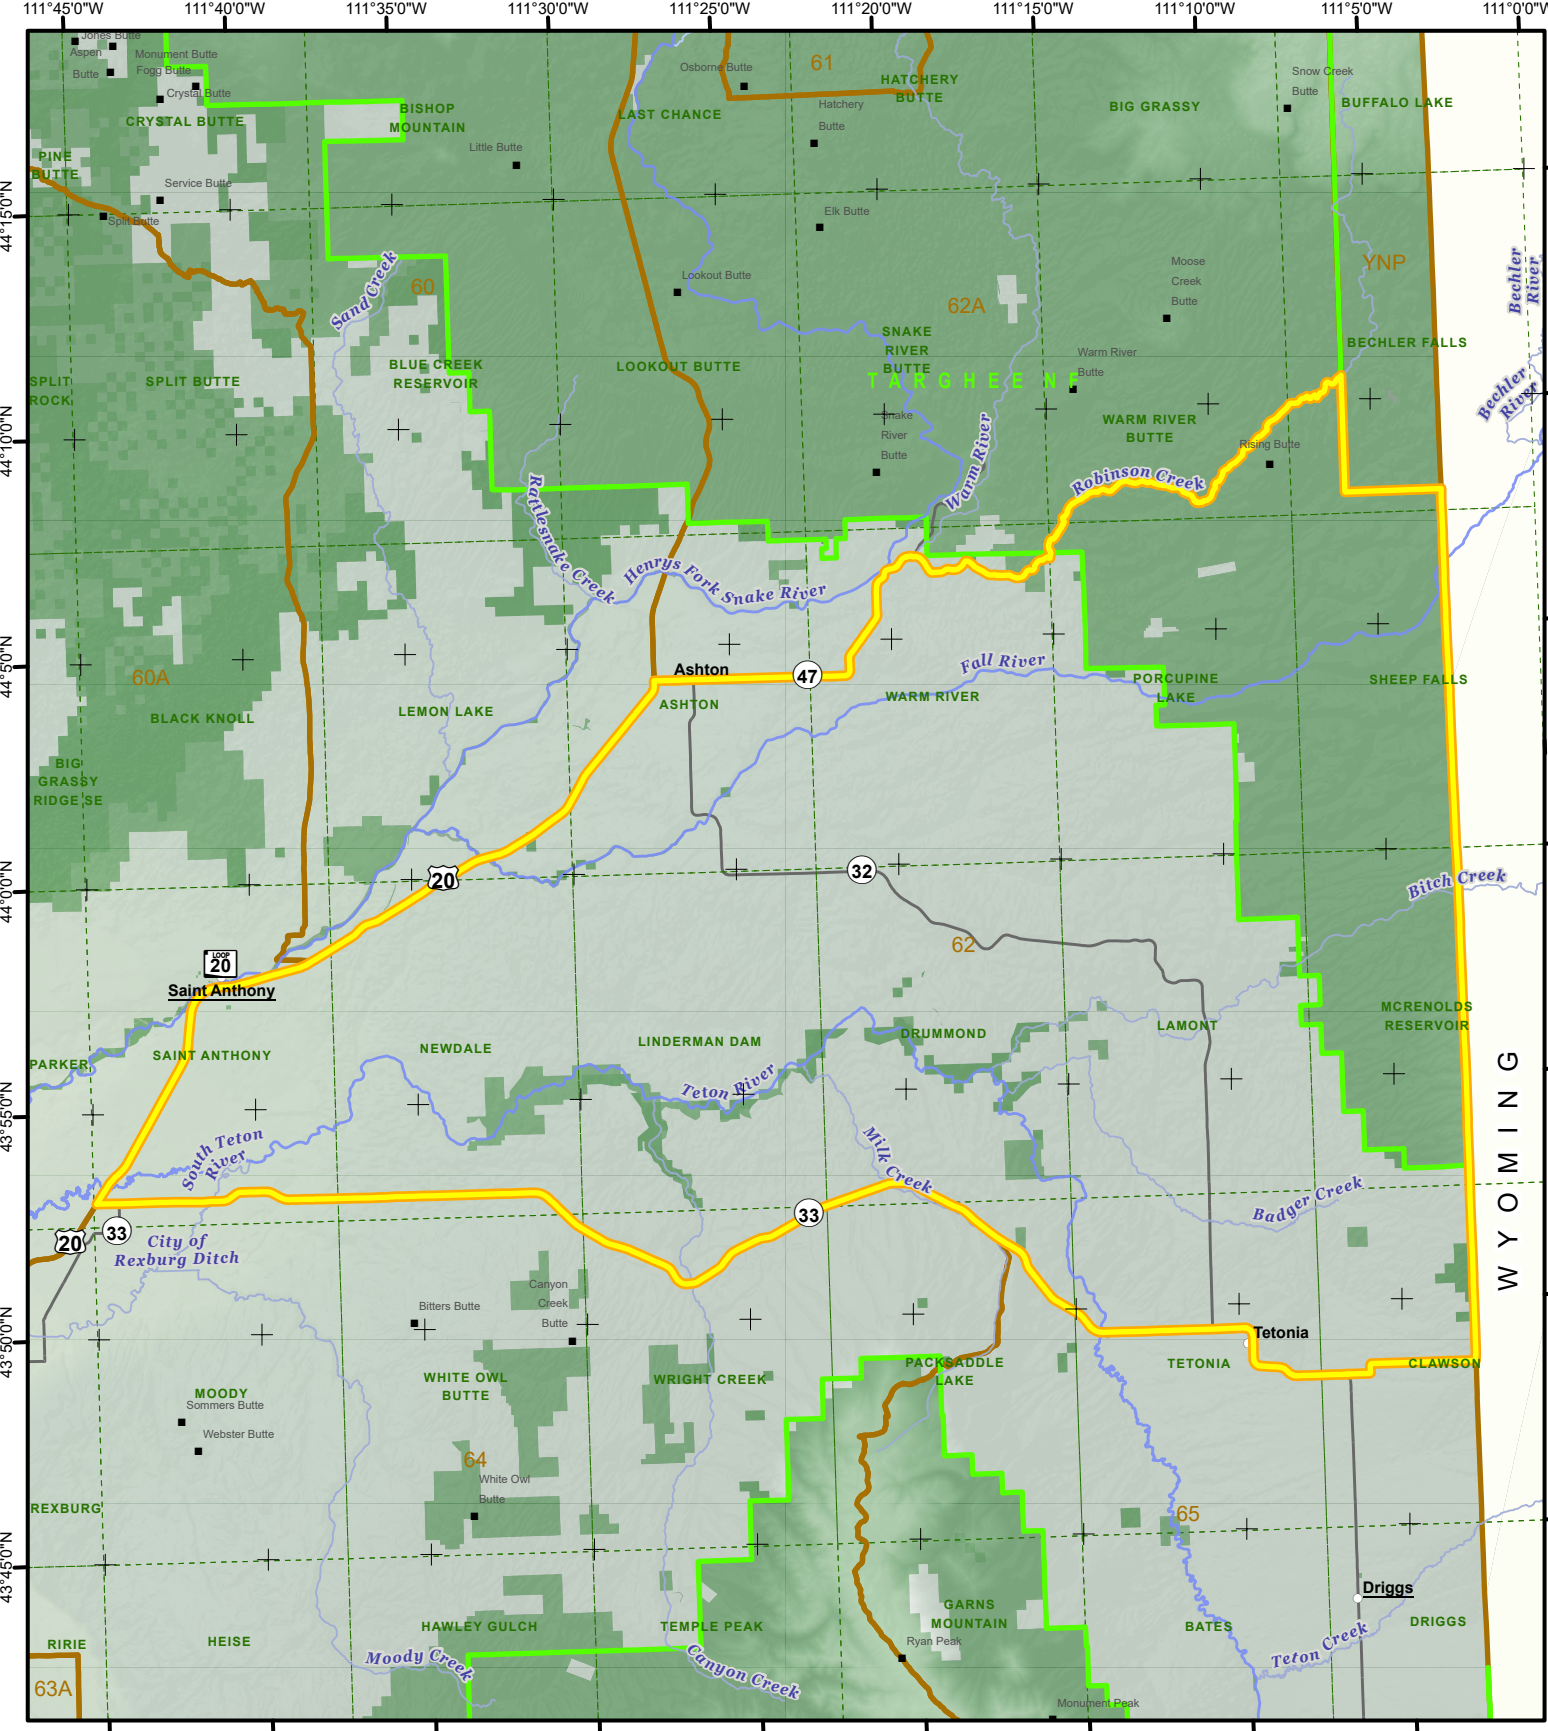 111°45'0"W
111°40'0"W
111°35'0"W
111°30'0"W
111°25'0"W
111°20'0"W
111°15'0"W
111°10'0"W
111°5'0"W
111°0'0"W
Jones Butte
Aspen
Butte
Monument Butte
Fogg Butte
Crystal Butte
CRYSTAL BUTTE
BISHOP
MOUNTAIN
Osborne Butte
61
HATCHERY
BUTTE
Hatchery
Butte
LAST CHANCE
BIG GRASSY
Snow Creek
Butte
BUFFALO LAKE
PINE
BUTTE
Little Butte
Service Butte
Split Butte
44°15'0"N
Elk Butte
Sand Creek
60
Lookout Butte
62A
Moose
Creek
Butte
YNP
Bechler
River
SPLIT
ROCK
SPLIT BUTTE
BLUE CREEK
RESERVOIR
LOOKOUT BUTTE
SNAKE
RIVER
BUTTE
TARGHEE NF
Warm River
Butte
BECHLER FALLS
Bechler
River
Snake
River
Butte
WARM RIVER
BUTTE
44°10'0"N
Rising Butte
Warm River
Robinson Creek
Rattlesnake Creek
Henrys Fork
Snake River
44°5'0"N
60A
BLACK KNOLL
LEMON LAKE
Ashton
47
ASHTON
Fall River
WARM RIVER
PORCUPINE
LAKE
SHEEP FALLS
BIG
GRASSY
RIDGE SE
20
32
44°0'0"N
Bitch Creek
62
LOOP
20
Saint Anthony
PARKER
SAINT ANTHONY
NEWDALE
LINDERMAN DAM
DRUMMOND
LAMONT
MCRENOLDS
RESERVOIR
Teton River
43°55'0"N
South Teton
River
Milk Creek
Badger Creek
WYOMING
20
33
33
City of
Rexburg Ditch
Canyon
Creek
Butte
Bitters Butte
43°50'0"N
Tetonia
WHITE OWL
BUTTE
WRIGHT CREEK
PACKSADDLE
LAKE
TETONIA
CLAWSON
MOODY
Sommers Butte
Webster Butte
64
White Owl
Butte
REXBURG
65
43°45'0"N
Driggs
RIRIE
HEISE
HAWLEY GULCH
TEMPLE PEAK
GARNS
MOUNTAIN
Ryan Peak
BATES
DRIGGS
Teton Creek
63A
Moody Creek
Canyon Creek
Monument Peak